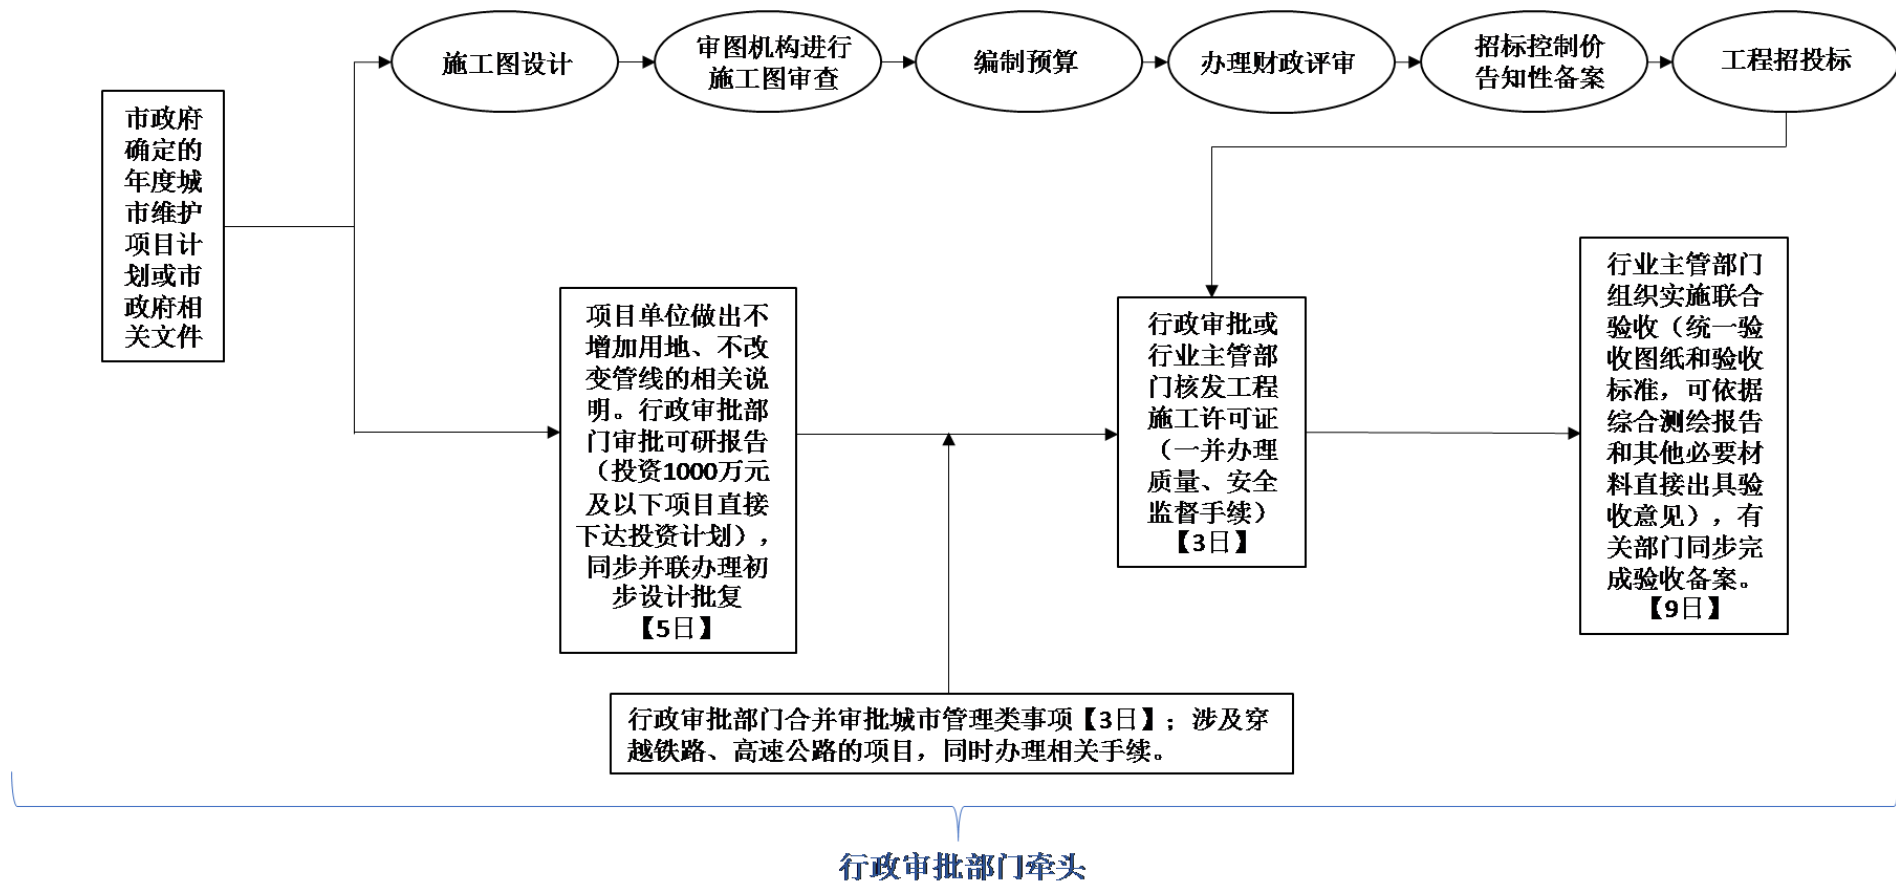 施工图设计
审图机构进行
施工图审查
编制预算
办理财政评审
招标控制价
告知性备案
工程招投标
市政府
确定的
年度城
市维护
项目计
划或市
政府相
关文件
项目单位做出不
增加用地、不改
变管线的相关说
明。行政审批部
门审批可研报告
（投资1000万元
及以下项目直接
下达投资计划），
同步并联办理初
步设计批复
【5日】
行政审批或
行业主管部
门核发工程
施工许可证
（一并办理
质量、安全
监督手续）
【3日】
行业主管部门
组织实施联合
验收（统一验
收图纸和验收
标准，可依据
综合测绘报告
和其他必要材
料直接出具验
收意见），有
关部门同步完
成验收备案。
【9日】
行政审批部门合并审批城市管理类事项【3日】；涉及穿
越铁路、高速公路的项目，同时办理相关手续。
行政审批部门牵头